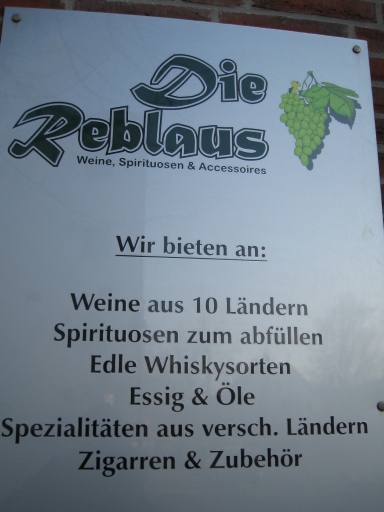 Die
Reblaus
Weine, Spirituosen & Accessoires
Wir bieten an:
Weine aus 10 Ländern
Spirituosen zum abfüllen
Edle Whiskysorten
Essig & Öle
Spezialitäten aus versch. Ländern
Zigarren & Zubehör